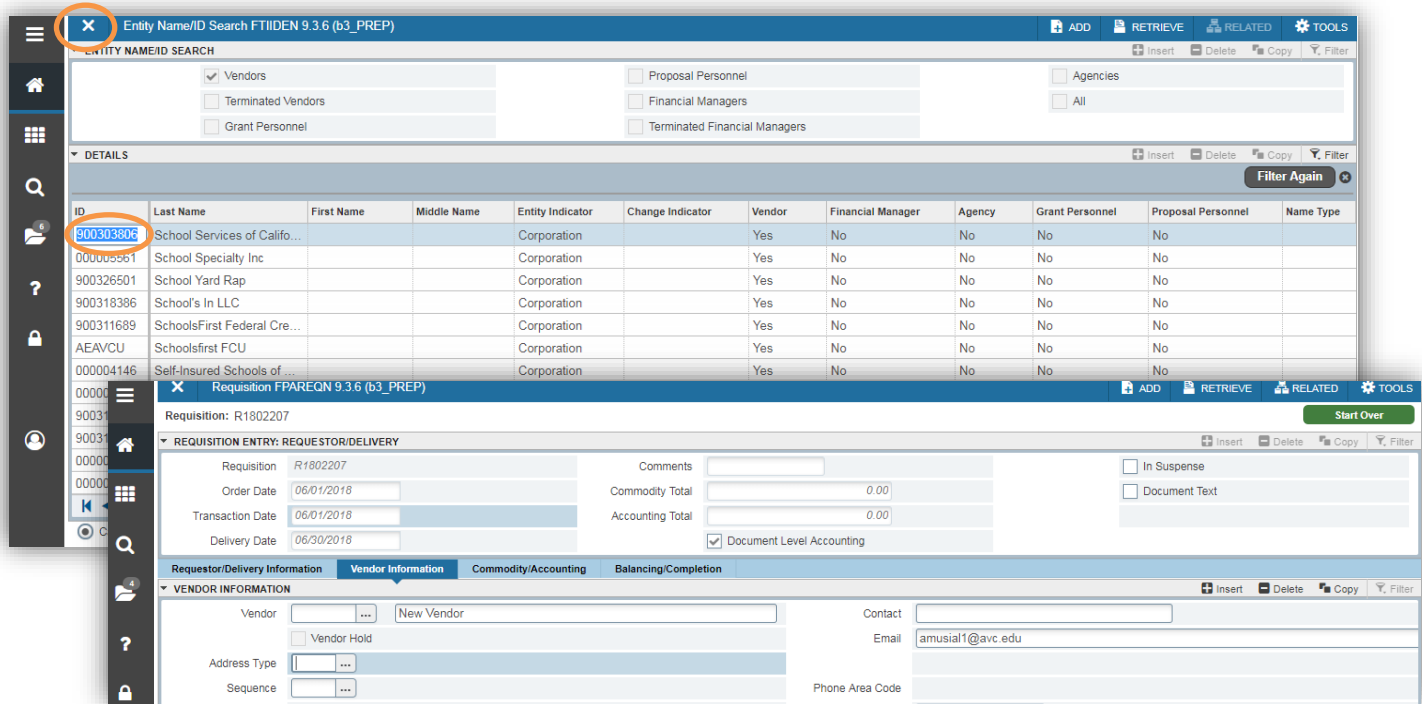 Entity Name/ID Search FTIIDEN 9.3.6 (b3_PREP) ADD RETRIEVE RELATED TOOLS
ENTITY NAME/ID SEARCH Insert Delete Copy Filter
Vendors Proposal Personnel Agencies
Terminated Vendors Financial Managers All
Grant Personnel Terminated Financial Managers
DETAILS Insert Delete Copy Filter
Filter Again
ID Last Name First Name Middle Name Entity Indicator Change Indicator Vendor Financial Manager Agency Grant Personnel Proposal Personnel Name Type
900303806 School Services of Califo... Corporation Yes No No No No
6
000005561 School Specialty Inc Corporation Yes No No No No
900326501 School Yard Rap Corporation Yes No No No No
900318386 School's In LLC Corporation Yes No No No No
900311689 SchoolsFirst Federal Cre... Corporation Yes No No No No
AEAVCU Schoolsfirst FCU Corporation Yes No No No No
000004146 Self-Insured Schools of ... Corporation Yes No No No No
Requisition FPAREQN 9.3.6 (b3_PREP) ADD RETRIEVE RELATED TOOLS
Requisition: R1802207 Start Over
REQUISITION ENTRY: REQUESTOR/DELIVERY Insert Delete Copy Filter
Requisition R1802207 Comments In Suspense
Order Date 06/01/2018 Commodity Total 0.00 Document Text
Transaction Date 06/01/2018 Accounting Total 0.00
Delivery Date 06/30/2018 Document Level Accounting
Requestor/Delivery Information Vendor Information Commodity/Accounting Balancing/Completion
4
VENDOR INFORMATION Insert Delete Copy Filter
Vendor ... New Vendor Contact
Vendor Hold Email amusial1@avc.edu
Address Type ...
Sequence ... Phone Area Code